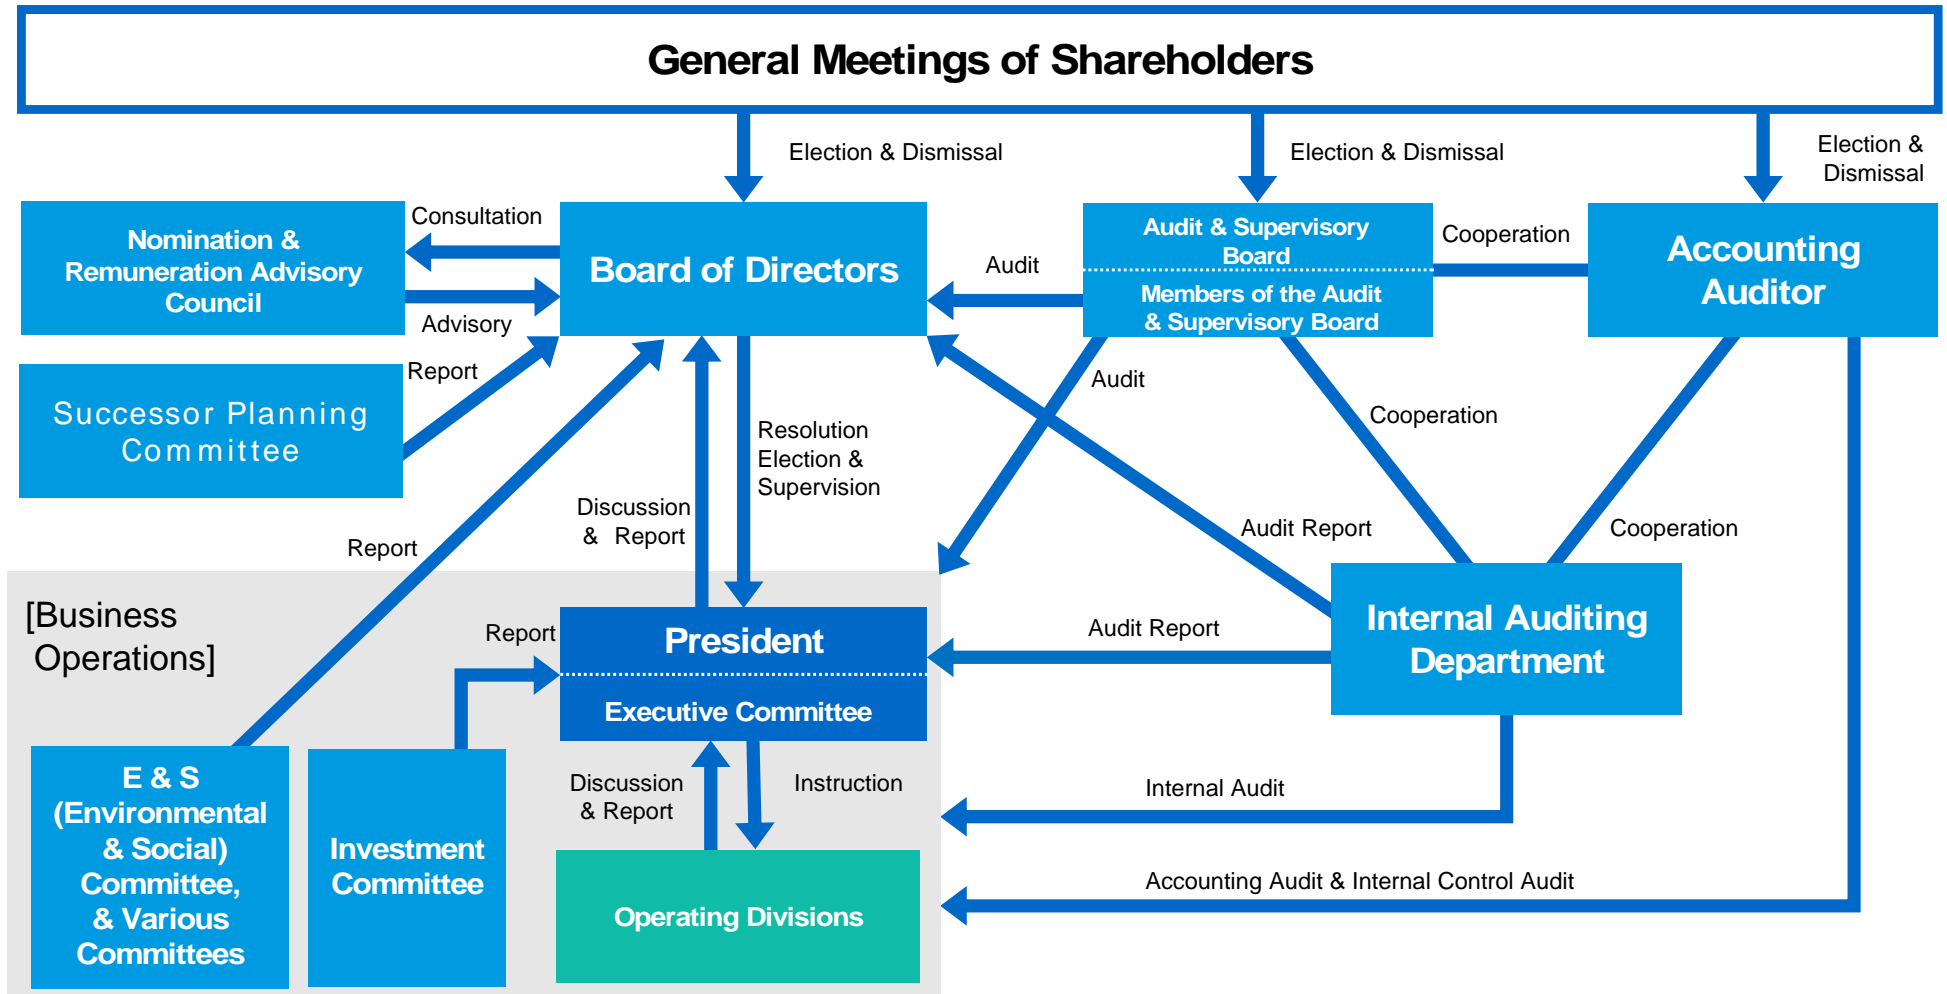 General Meetings of Shareholders
Election & Dismissal
Election & Dismissal
Election &
Dismissal
Nomination &
Remuneration Advisory
Council
Consultation
Advisory
Board of Directors
Audit
Audit & Supervisory
Board
Members of the Audit
& Supervisory Board
Cooperation
Accounting
Auditor
Successor Planning
Committee
Report
Report
Discussion
& Report
Resolution
Election &
Supervision
Audit
Cooperation
Audit Report
Cooperation
[Business
Operations]
Report
President
Executive Committee
Audit Report
Internal Auditing
Department
E & S
(Environmental
& Social)
Committee,
& Various
Committees
Investment
Committee
Discussion
& Report
Instruction
Operating Divisions
Internal Audit
Accounting Audit & Internal Control Audit